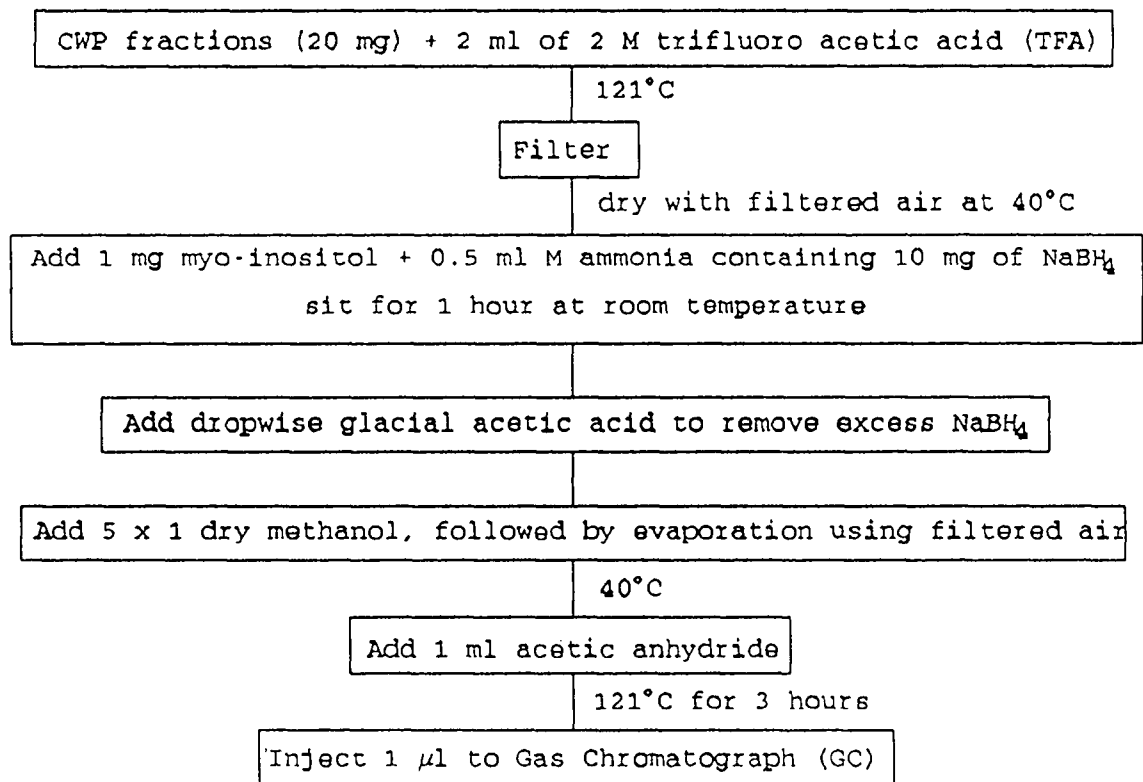 CWP fractions (20 mg) + 2 ml of 2 M trifluoro acetic acid (TFA)
121°C
Filter
dry with filtered air at 40°C
Add 1 mg myo-inositol + 0.5 ml M ammonia containing 10 mg of NaBH4
sit for 1 hour at room temperature
Add dropwise glacial acetic acid to remove excess NaBH4
Add 5 x 1 dry methanol, followed by evaporation using filtered air
40°C
Add 1 ml acetic anhydride
121°C for 3 hours
Inject 1 µl to Gas Chromatograph (GC)